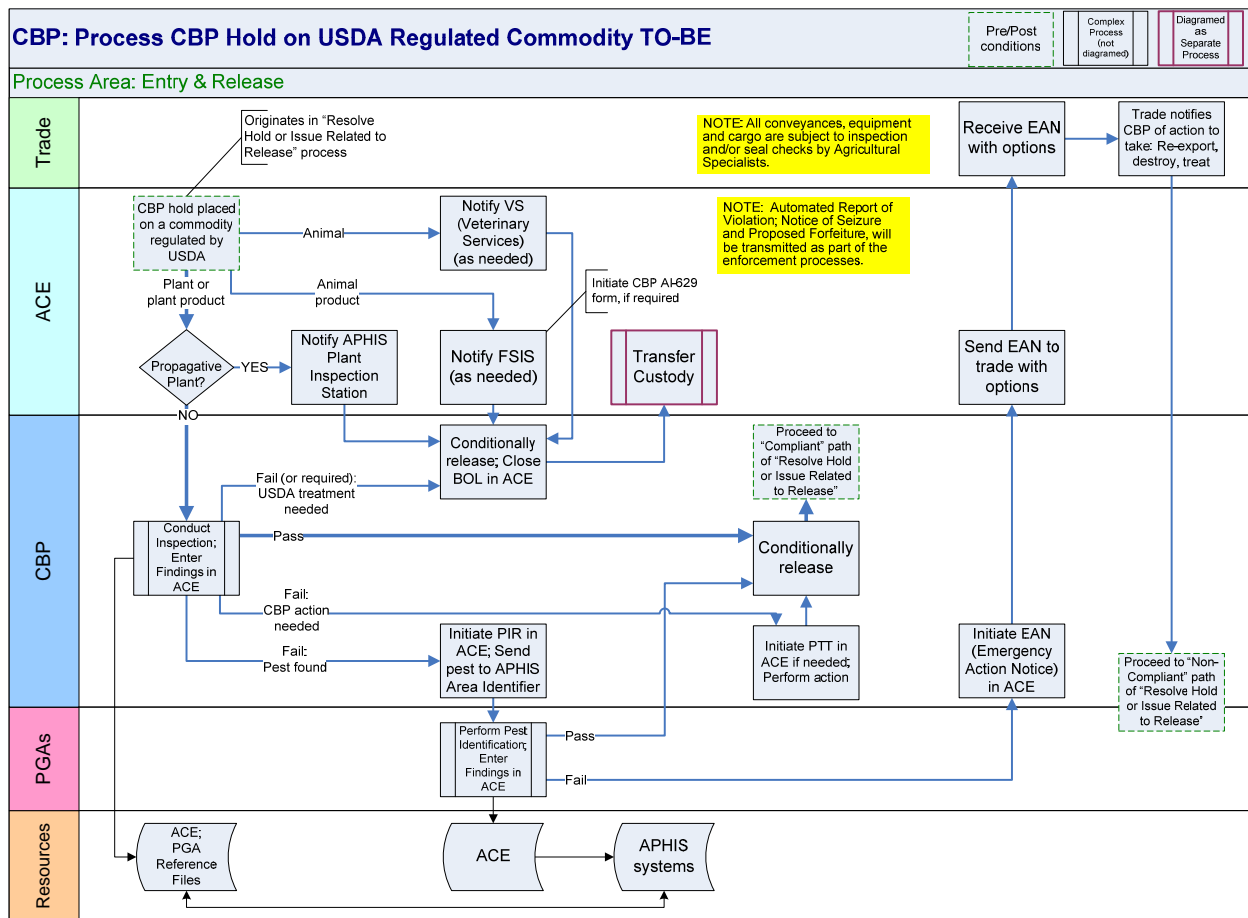 CBP: Process CBP Hold on USDA Regulated Commodity TO-BE
Pre/Post
conditions
Complex
Process
(not
diagramed)
Diagramed
as
Separate
Process
Process Area: Entry & Release
Trade
Originates in “Resolve
Hold or Issue Related to
Release” process
NOTE: All conveyances, equipment
and cargo are subject to inspection
and/or seal checks by Agricultural
Specialists.
Receive EAN
with options
Trade notifies
CBP of action to
take: Re-export,
destroy, treat
ACE
CBP hold placed
on a commodity
regulated by
USDA
Animal
Notify VS
(Veterinary
Services)
(as needed)
NOTE: Automated Report of
Violation; Notice of Seizure
and Proposed Forfeiture, will
be transmitted as part of the
enforcement processes.
Plant or
plant product
Animal
product
Initiate CBP AI-629
form, if required
Propagative
Plant?
YES
Notify APHIS
Plant
Inspection
Station
Notify FSIS
(as needed)
Transfer
Custody
Send EAN to
trade with
options
NO
CBP
Conditionally
release; Close
BOL in ACE
Proceed to
“Compliant” path
of “Resolve Hold
or Issue Related
to Release”
Fail (or required):
USDA treatment
needed
Conduct
Inspection;
Enter
Findings in
ACE
Pass
Conditionally
release
Fail:
CBP action
needed
Fail:
Pest found
Initiate PIR in
ACE; Send
pest to APHIS
Area Identifier
Initiate PTT in
ACE if needed;
Perform action
Initiate EAN
(Emergency
Action Notice)
in ACE
Proceed to “Non-
Compliant” path
of “Resolve Hold
or Issue Related
to Release”
PGAs
Perform Pest
Identification;
Enter
Findings in
ACE
Pass
Fail
Resources
ACE;
PGA
Reference
Files
ACE
APHIS
systems